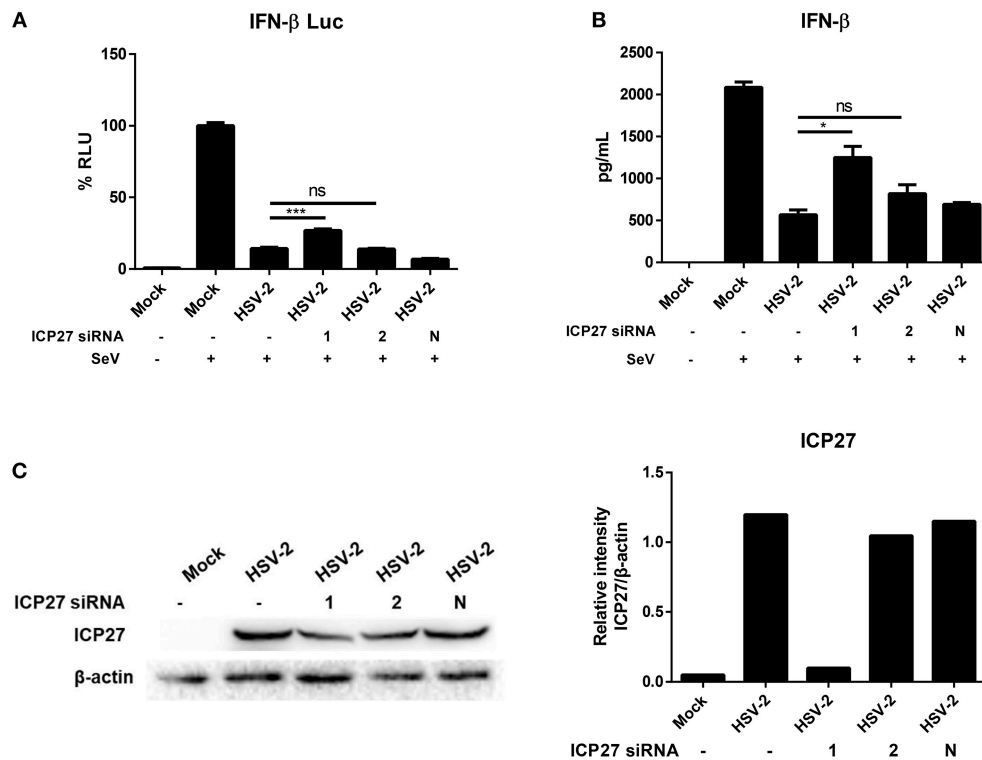 A
IFN-β Luc
% RLU
150
100
50
0
***
ns
Mock Mock HSV-2 HSV-2 HSV-2 HSV-2
ICP27 siRNA - - - 1 2 N
SeV - + + + + +
B
IFN-β
pg/mL
2500
2000
1500
1000
500
0
*
ns
Mock Mock HSV-2 HSV-2 HSV-2 HSV-2
ICP27 siRNA - - - 1 2 N
SeV - + + + + +
C
Mock HSV-2 HSV-2 HSV-2 HSV-2
ICP27 siRNA - - 1 2 N
ICP27
β-actin
ICP27
Relative intensity
ICP27/β-actin
1.5
1.0
0.5
0.0
Mock HSV-2 HSV-2 HSV-2 HSV-2
ICP27 siRNA - - 1 2 N